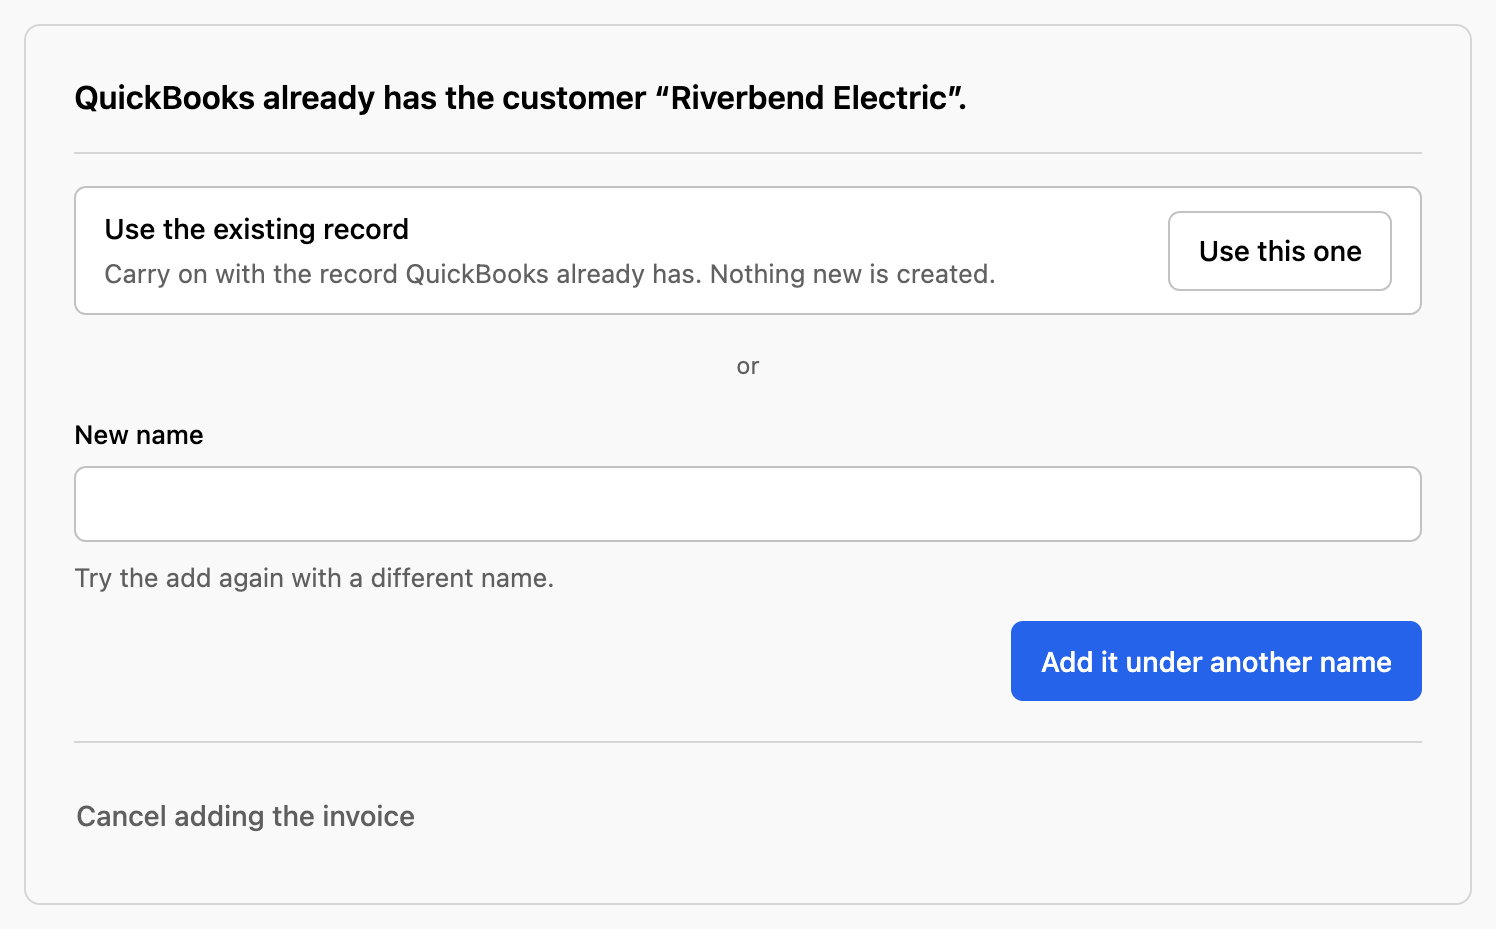 QuickBooks already has the customer “Riverbend Electric”.
Use the existing record
Carry on with the record QuickBooks already has. Nothing new is created.
Use this one
or
New name
Try the add again with a different name.
Add it under another name
Cancel adding the invoice